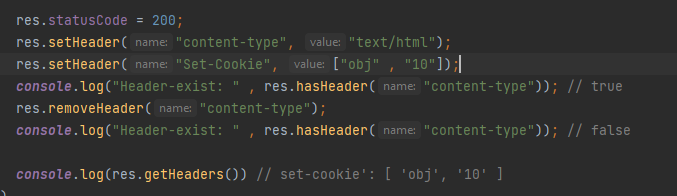 res.statusCode = 200;
res.setHeader( name: "content-type", value: "text/html");
res.setHeader( name: "Set-Cookie", value: ["obj" , "10"]);
console.log("Header-exist: " , res.hasHeader( name: "content-type")); // true
res.removeHeader( name: "content-type");
console.log("Header-exist: " , res.hasHeader( name: "content-type")); // false
console.log(res.getHeaders()) // set-cookie': [ 'obj', '10' ]
)